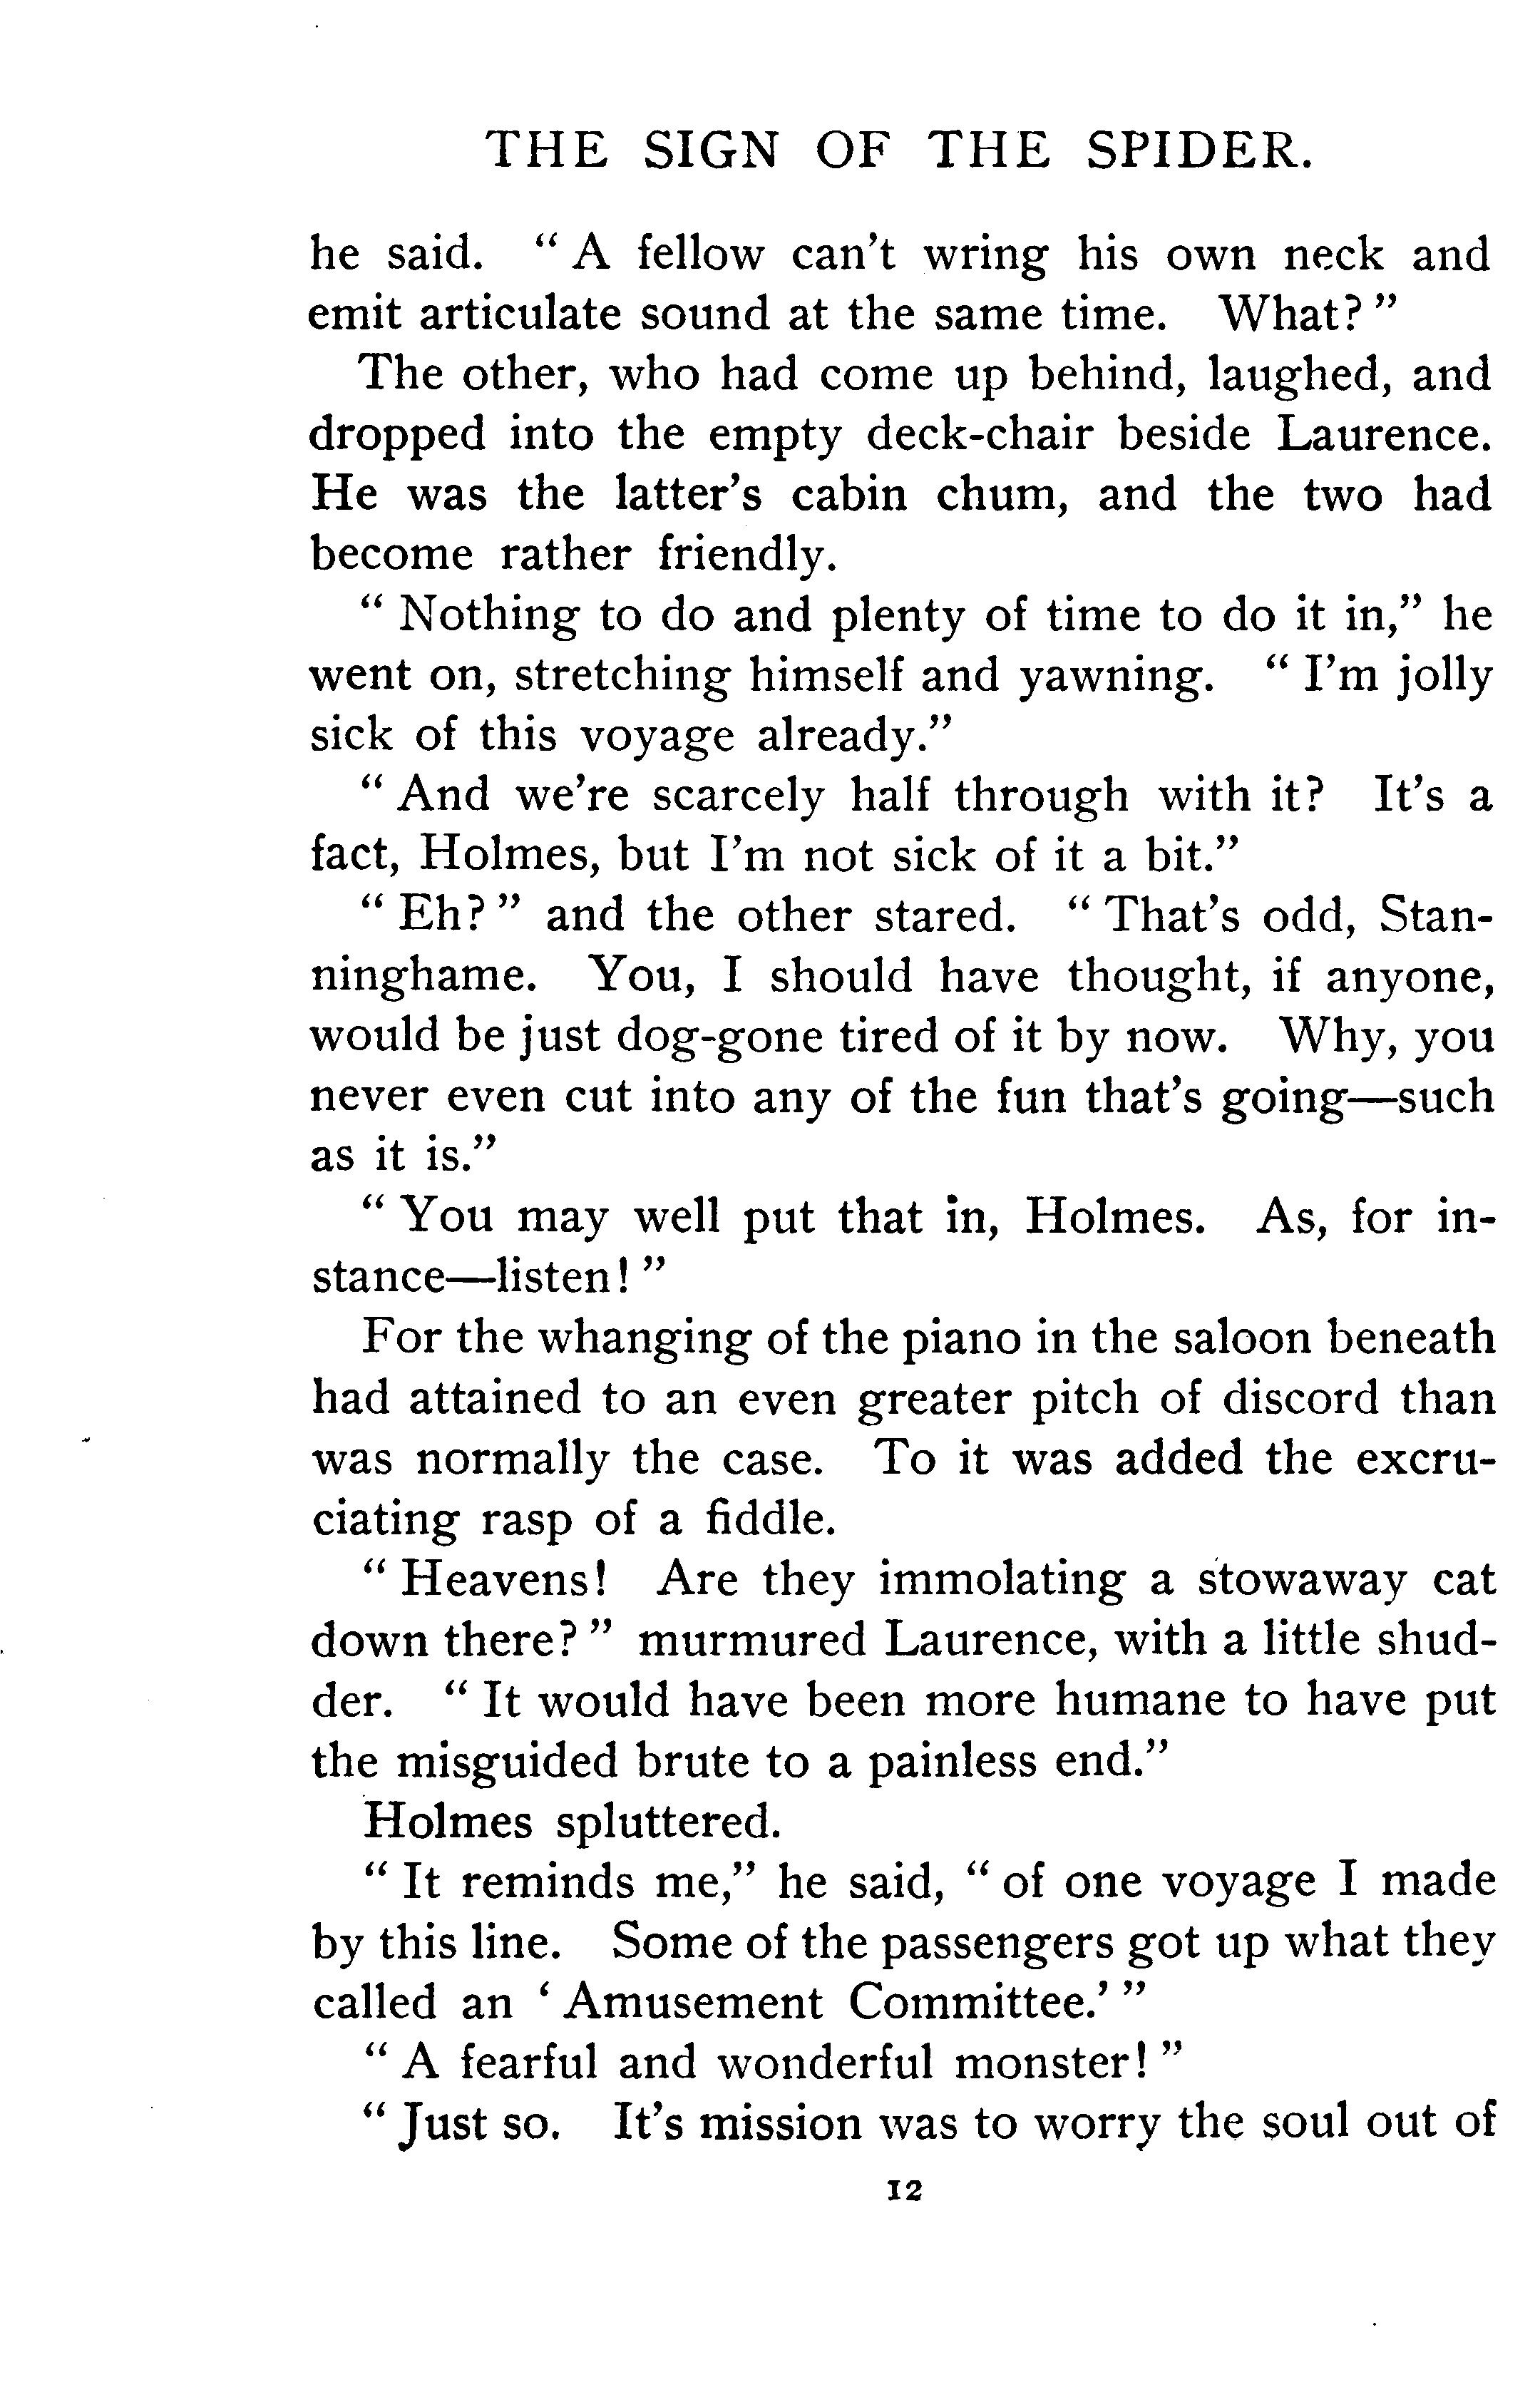 THE SIGN OF THE SPIDER.
he said. "A fellow can't wring his own neck and
emit articulate sound at the same time. What?"
The other, who had come up behind, laughed, and
dropped into the empty deck-chair beside Laurence.
He was the latter's cabin chum, and the two had
become rather friendly.
"Nothing to do and plenty of time to do it in," he
went on, stretching himself and yawning. "I'm jolly
sick of this voyage already."
"And we're scarcely half through with it? It's a
fact, Holmes, but I'm not sick of it a bit."
"Eh?" and the other stared. "That's odd, Stan-
ninghame. You, I should have thought, if anyone,
would be just dog-gone tired of it by now. Why, you
never even cut into any of the fun that's going—such
as it is."
"You may well put that in, Holmes. As, for in-
stance—listen!"
For the whanging of the piano in the saloon beneath
had attained to an even greater pitch of discord than
was normally the case. To it was added the excru-
ciating rasp of a fiddle.
"Heavens! Are they immolating a stowaway cat
down there?" murmured Laurence, with a little shud-
der. "It would have been more humane to have put
the misguided brute to a painless end."
Holmes spluttered.
"It reminds me," he said, "of one voyage I made
by this line. Some of the passengers got up what they
called an 'Amusement Committee.'"
"A fearful and wonderful monster!"
"Just so. It's mission was to worry the soul out of
12